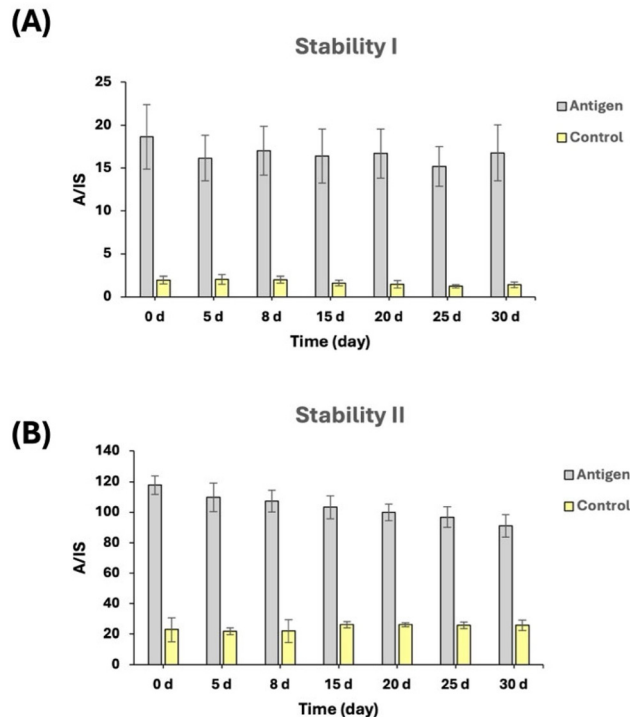 (A)
Stability I
25
20
15
10
5
0
A/IS
Antigen
Control
0 d 5 d 8 d 15 d 20 d 25 d 30 d
Time (day)
(B)
Stability II
140
120
100
80
60
40
20
0
A/IS
Antigen
Control
0 d 5 d 8 d 15 d 20 d 25 d 30 d
Time (day)